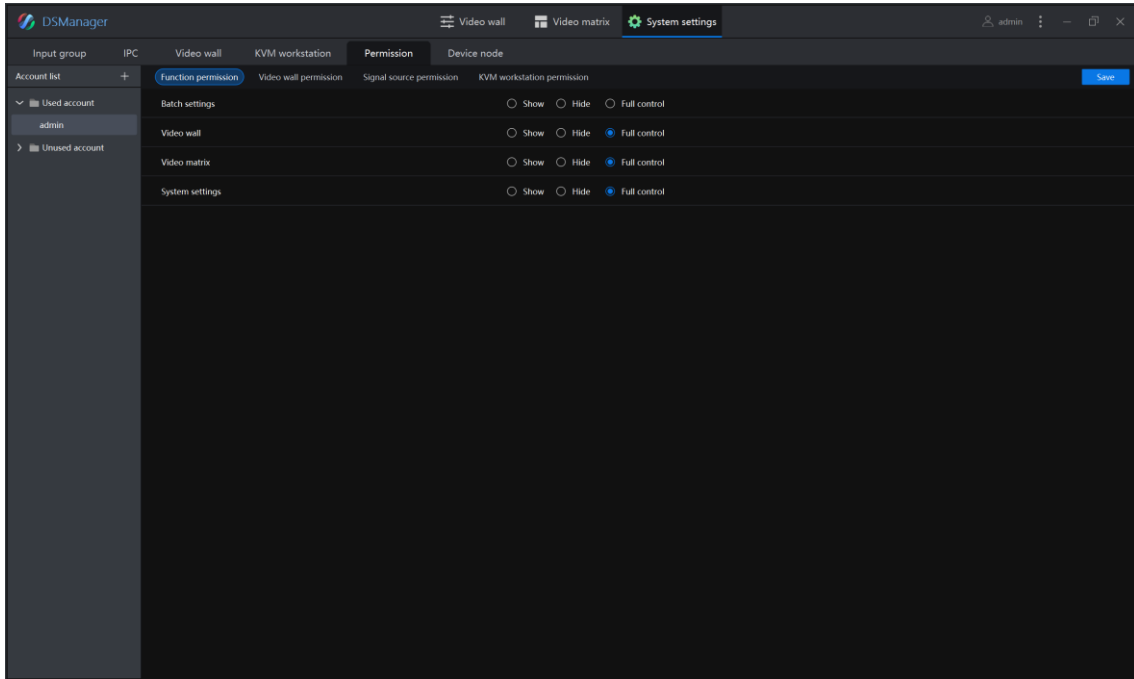 DSManager Video wall Video matrix System settings admin
Input group IPC Video wall KVM workstation Permission Device node
Account list + Function permission Video wall permission Signal source permission KVM workstation permission Save
Used account Batch settings Show Hide Full control
admin Video wall Show Hide Full control
Unused account Video matrix Show Hide Full control
System settings Show Hide Full control